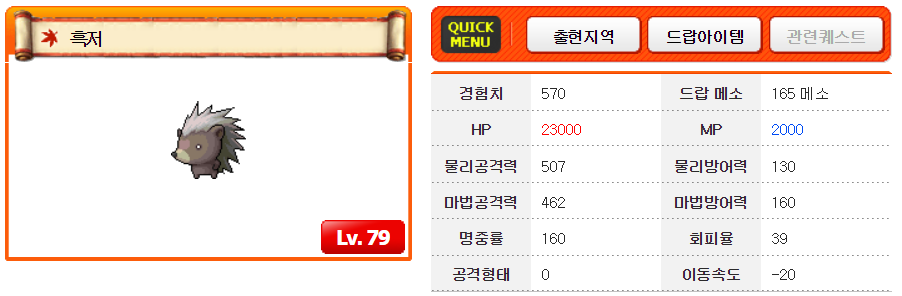 흑저
Lv. 79
QUICK MENU 출현지역 드랍아이템 관련퀘스트
경험치 570 드랍 메소 165 메소
HP 23000 MP 2000
물리공격력 507 물리방어력 130
마법공격력 462 마법방어력 160
명중률 160 회피율 39
공격형태 0 이동속도 -20